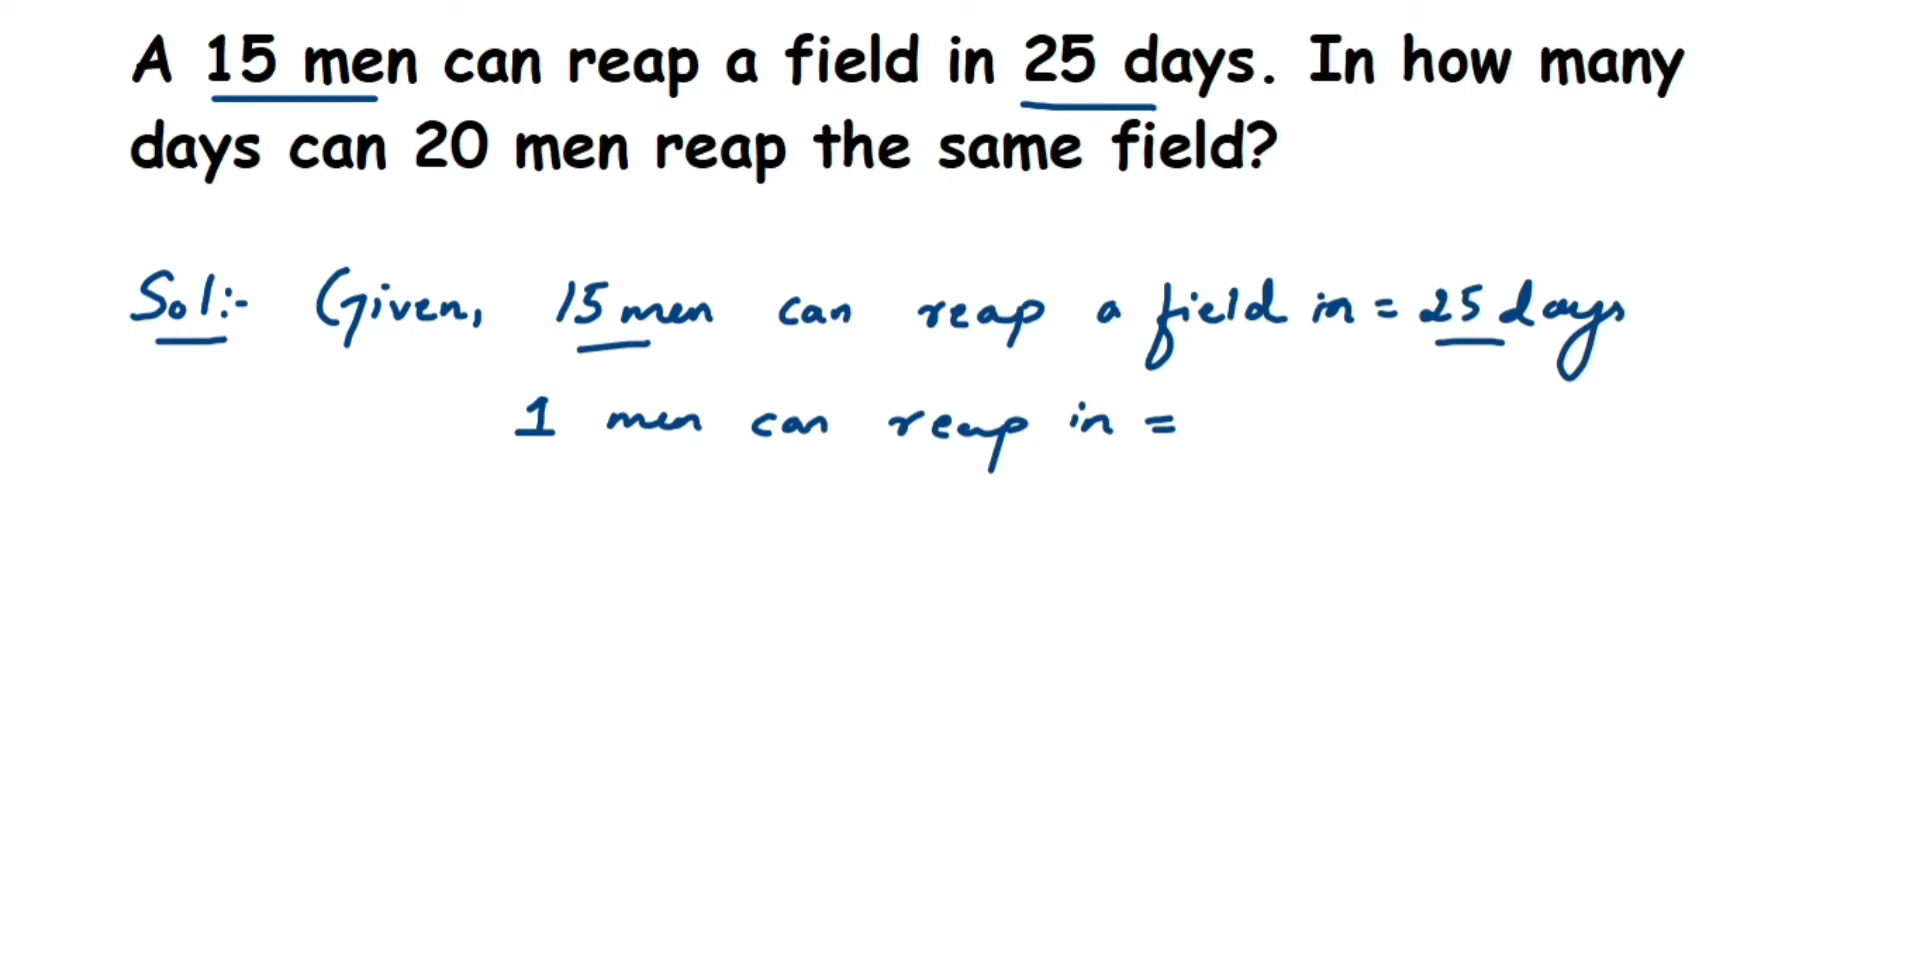 A 15 men can reap a field in 25 days. In how many
days can 20 men reap the same field?
Sol:- Given, 15 men can reap a field in = 25 days
1 men can reap in =